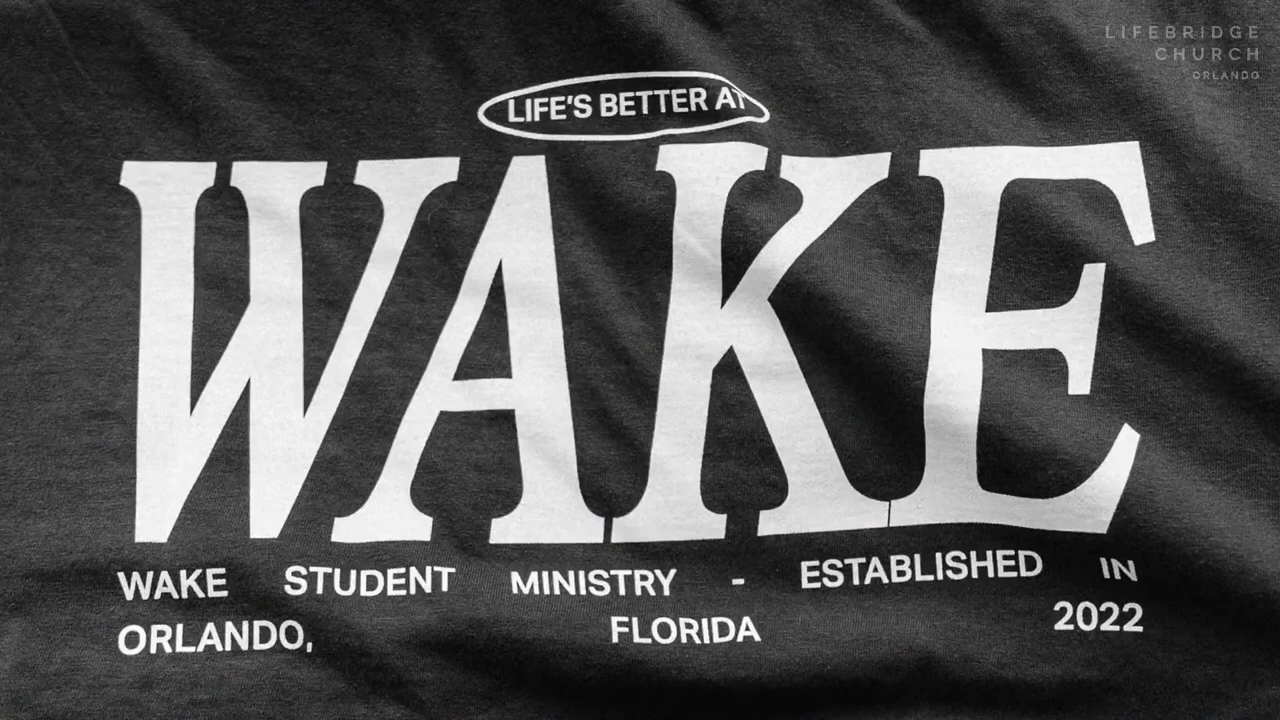 LIFEBRIDGE
CHURCH
ORLANDO
LIFE'S BETTER AT
WAKE
WAKE STUDENT MINISTRY - ESTABLISHED IN
ORLANDO, FLORIDA 2022